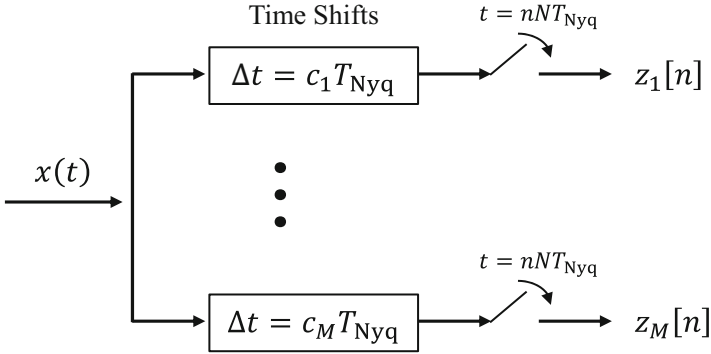 Time Shifts
t = nNT_Nyq
Δt = c_1T_Nyq
z_1[n]
x(t)
t = nNT_Nyq
Δt = c_MT_Nyq
z_M[n]